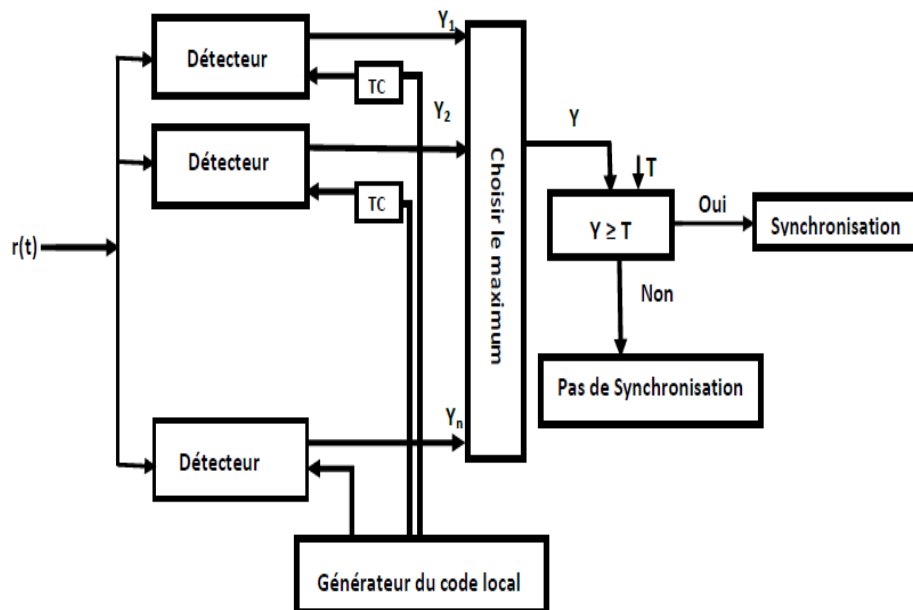 Y1
Détecteur
TC
Y2
Détecteur
TC
r(t)
Détecteur
Yn
Choisir le maximum
Y
T
Y ≥ T
Oui
Synchronisation
Non
Pas de Synchronisation
Générateur du code local